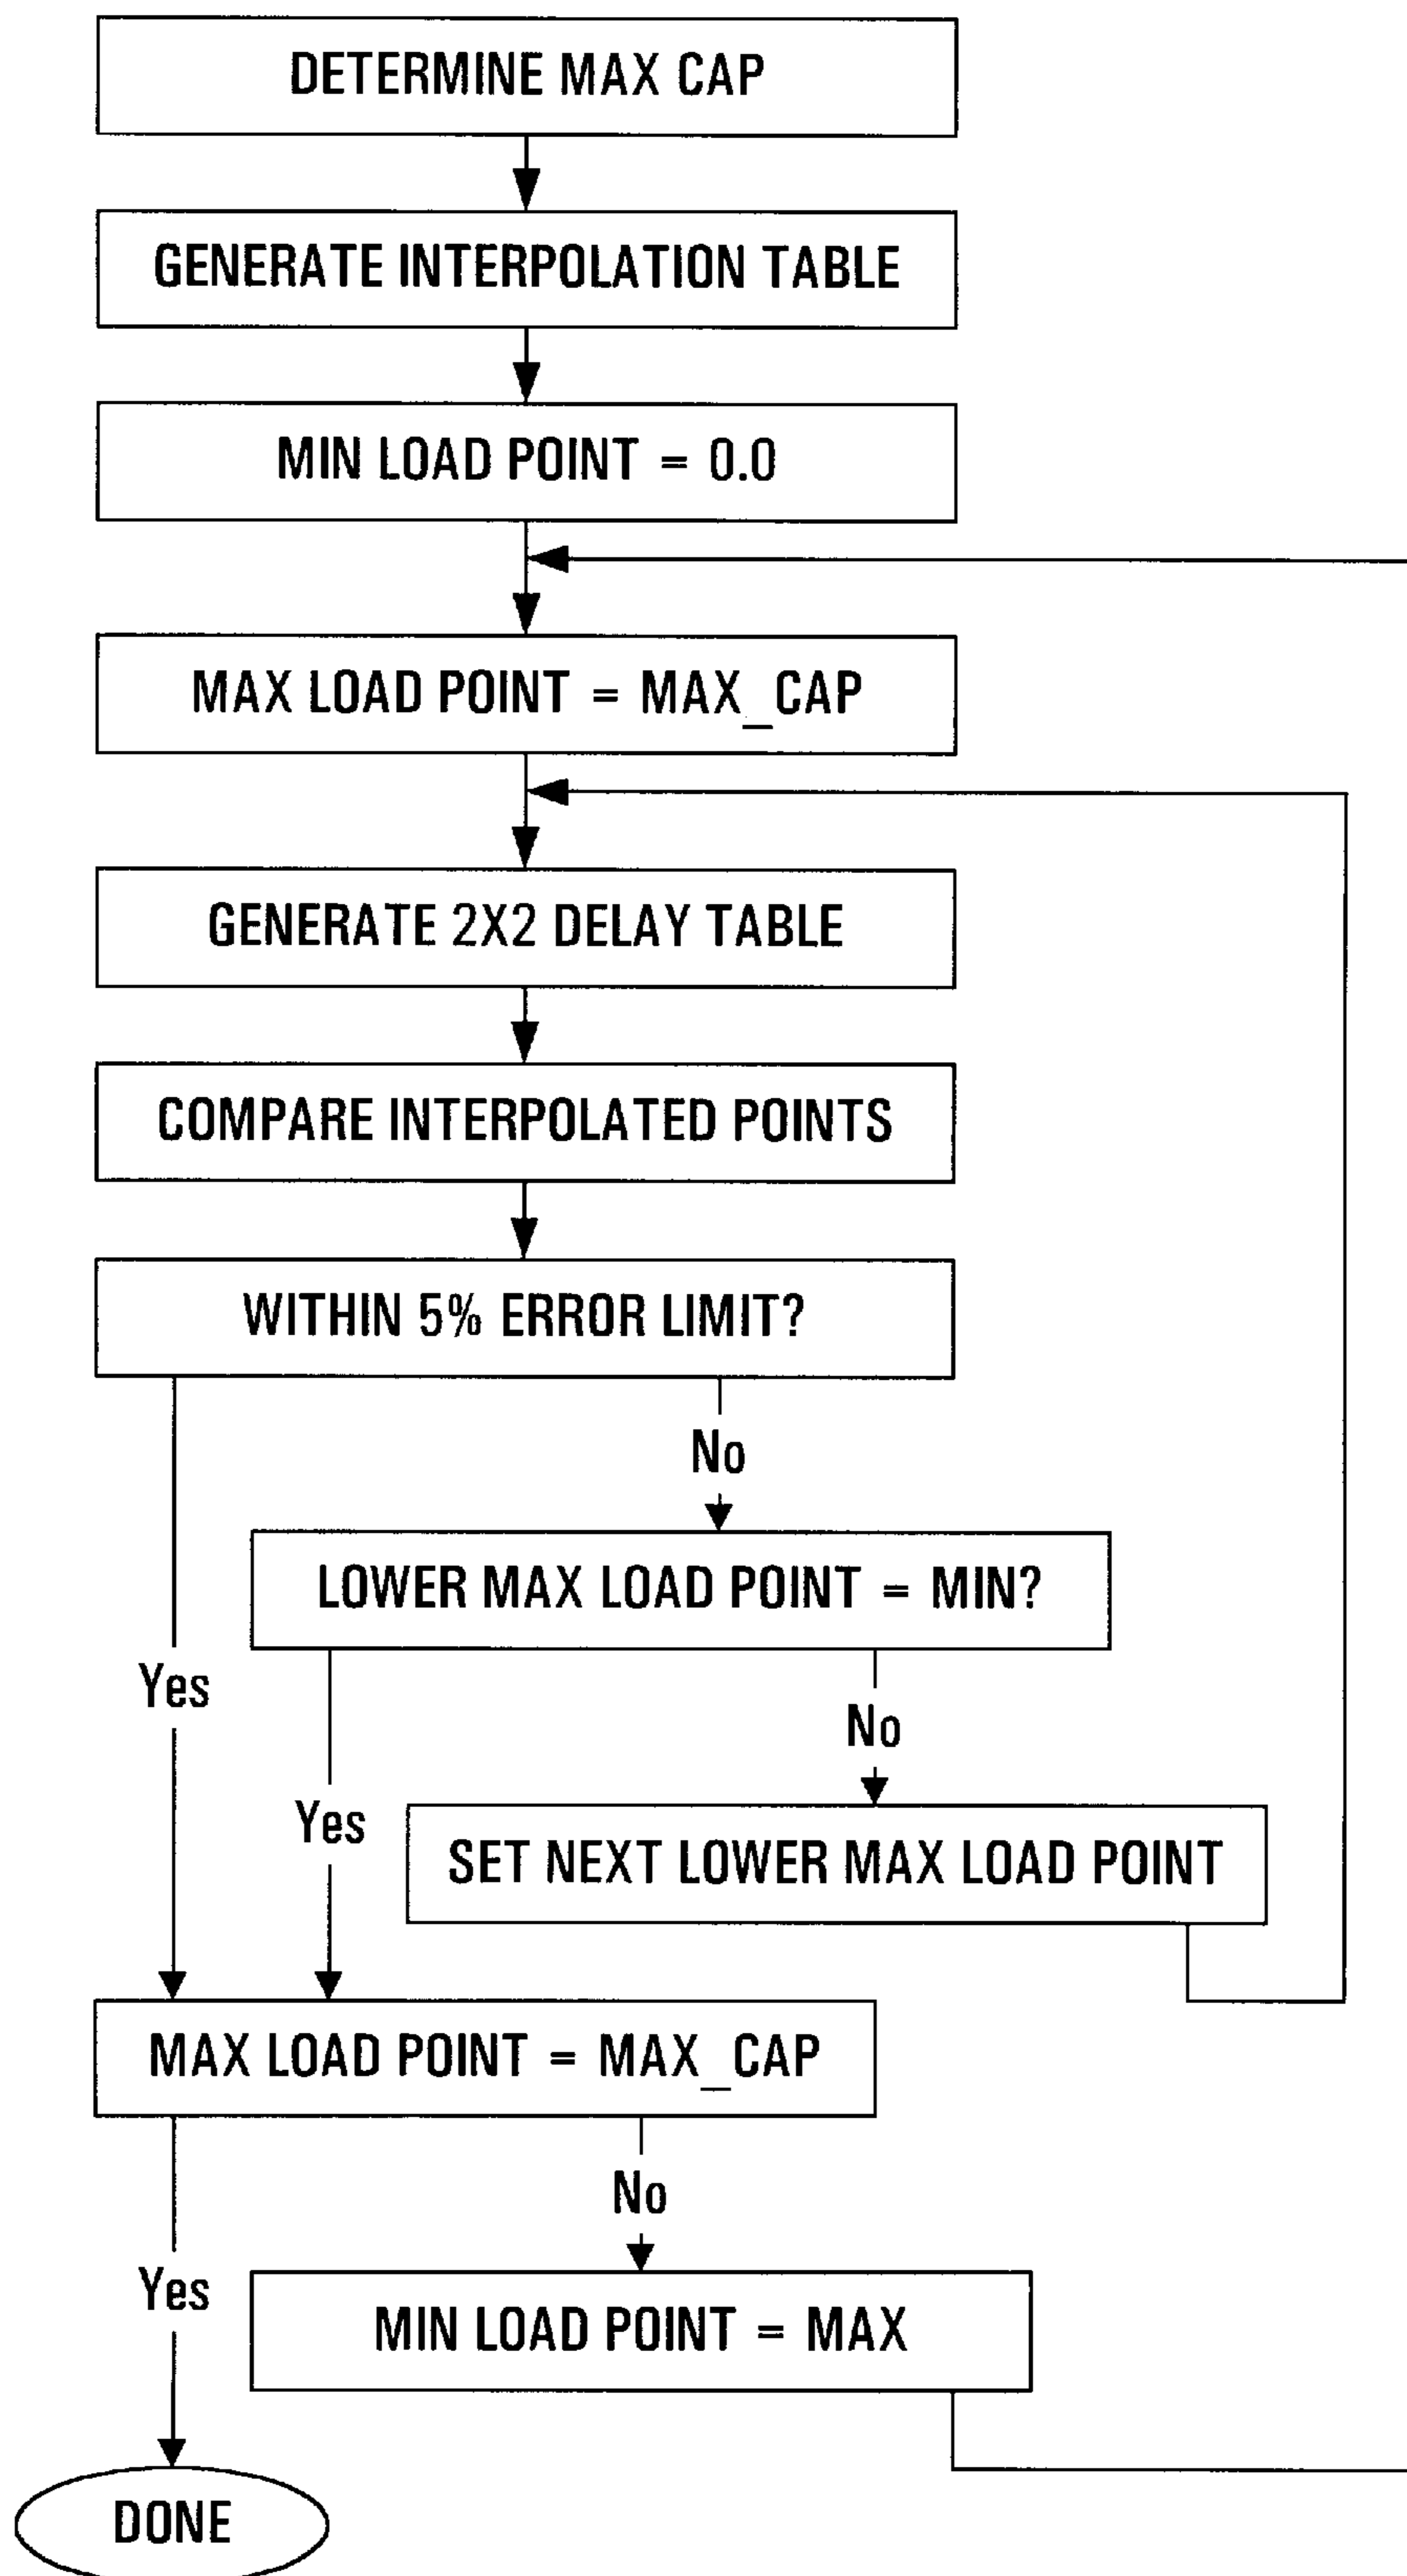 DETERMINE MAX CAP
GENERATE INTERPOLATION TABLE
MIN LOAD POINT = 0.0
MAX LOAD POINT = MAX_CAP
GENERATE 2X2 DELAY TABLE
COMPARE INTERPOLATED POINTS
WITHIN 5% ERROR LIMIT?
No
LOWER MAX LOAD POINT = MIN?
Yes
No
Yes
SET NEXT LOWER MAX LOAD POINT
MAX LOAD POINT = MAX_CAP
No
Yes
MIN LOAD POINT = MAX
DONE